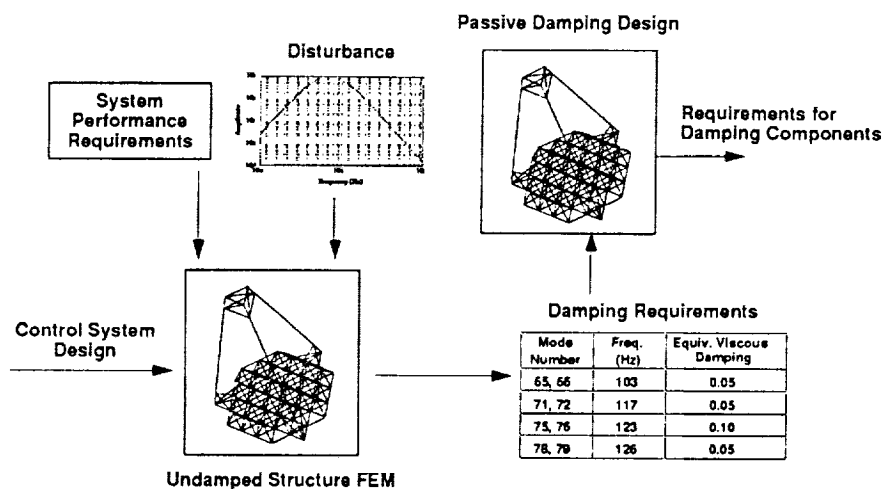 Passive Damping Design
Disturbance
System
Performance
Requirements
Requirements for
Damping Components
Control System
Design
Undamped Structure FEM
Damping Requirements
Mode Number Freq. (Hz) Equiv. Viscous Damping
65, 66 103 0.05
71, 72 117 0.05
75, 76 123 0.10
78, 79 126 0.05